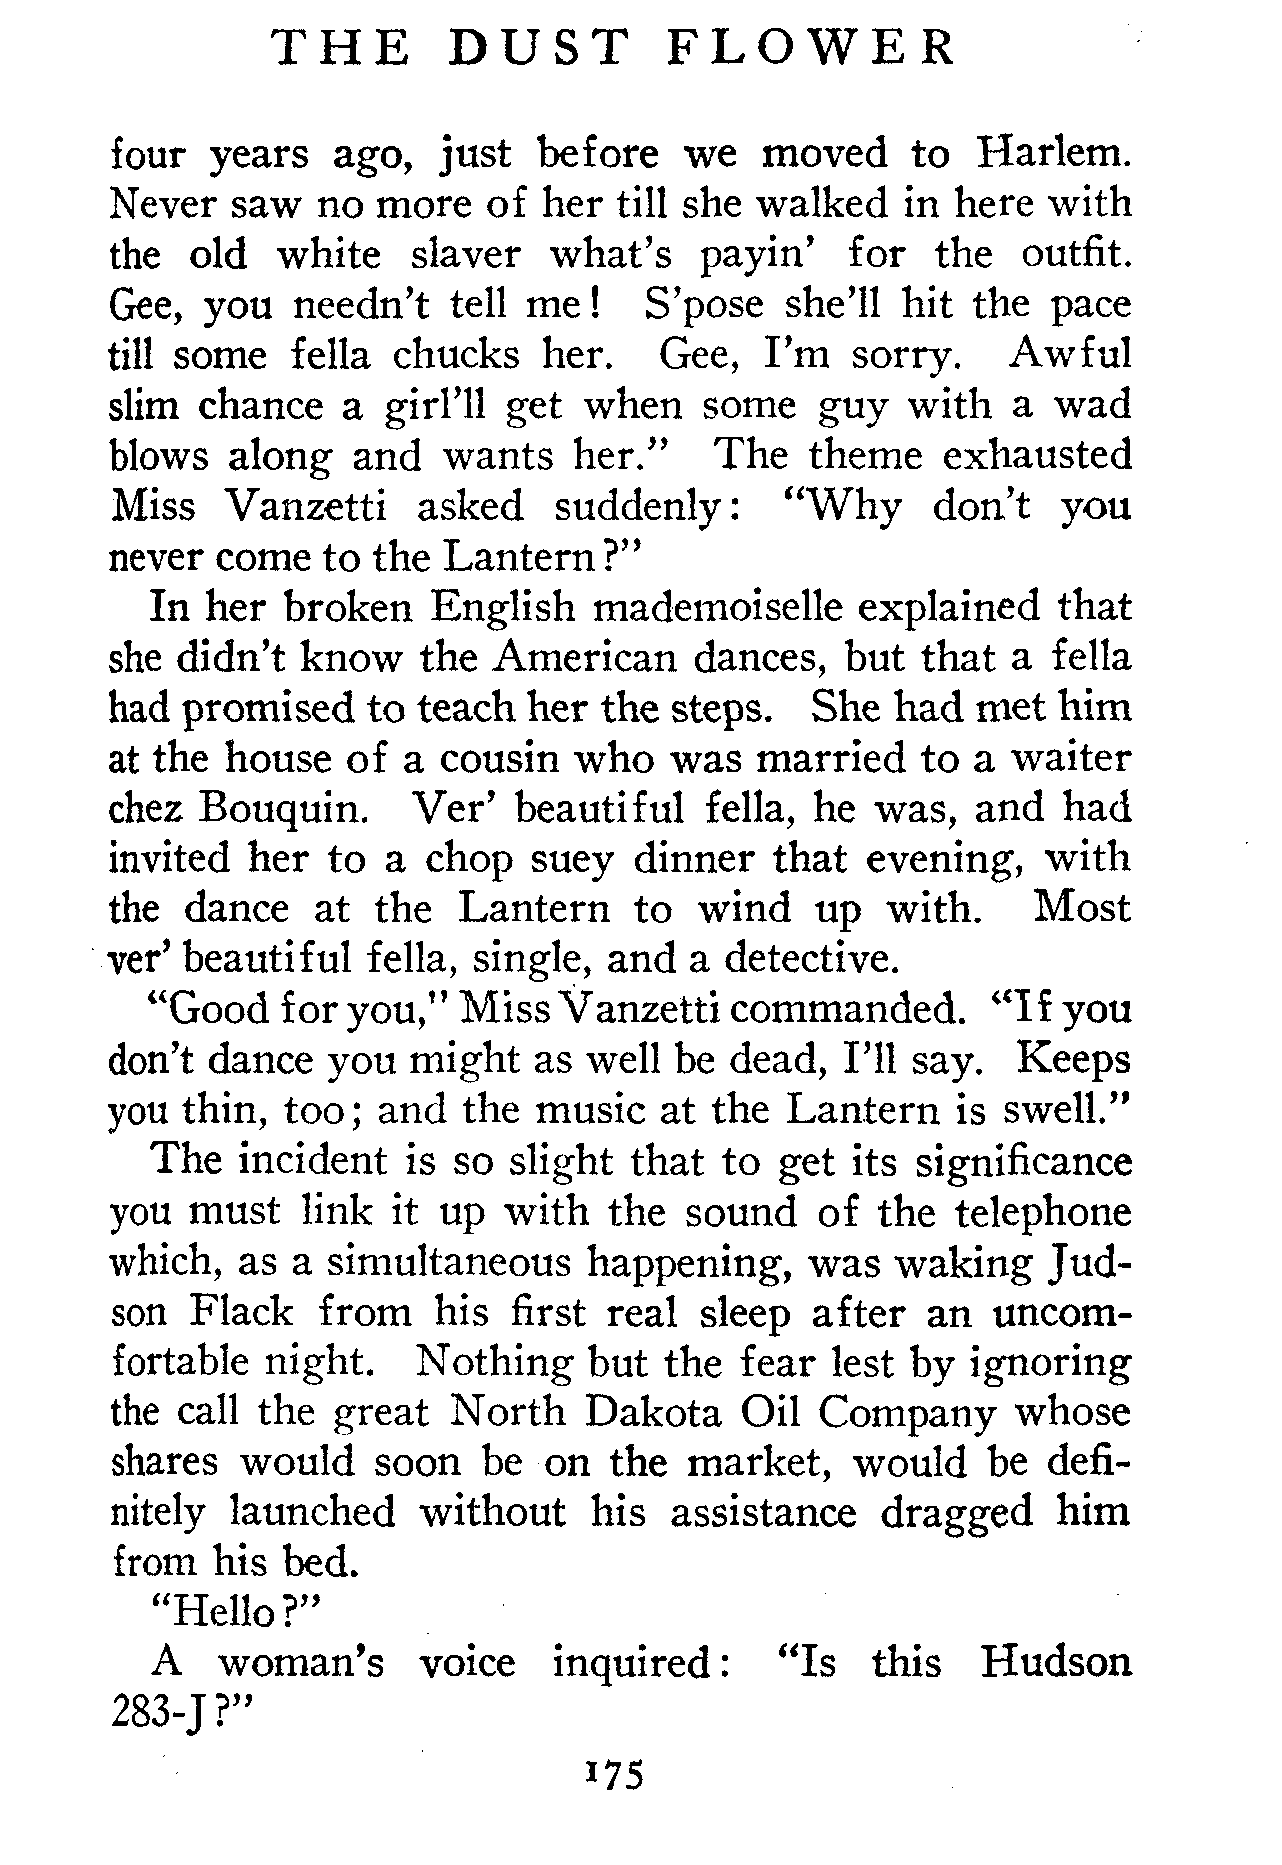 THE DUST FLOWER
four years ago, just before we moved to Harlem.
Never saw no more of her till she walked in here with
the old white slaver what's payin' for the outfit.
Gee, you needn't tell me! S'pose she'll hit the pace
till some fella chucks her. Gee, I'm sorry. Awful
slim chance a girl'll get when some guy with a wad
blows along and wants her." The theme exhausted
Miss Vanzetti asked suddenly: "Why don't you
never come to the Lantern?"
In her broken English mademoiselle explained that
she didn't know the American dances, but that a fella
had promised to teach her the steps. She had met him
at the house of a cousin who was married to a waiter
chez Bouquin. Ver' beautiful fella, he was, and had
invited her to a chop suey dinner that evening, with
the dance at the Lantern to wind up with. Most
ver' beautiful fella, single, and a detective.
"Good for you," Miss Vanzetti commanded. "If you
don't dance you might as well be dead, I'll say. Keeps
you thin, too; and the music at the Lantern is swell."
The incident is so slight that to get its significance
you must link it up with the sound of the telephone
which, as a simultaneous happening, was waking Jud-
son Flack from his first real sleep after an uncom-
fortable night. Nothing but the fear lest by ignoring
the call the great North Dakota Oil Company whose
shares would soon be on the market, would be defi-
nitely launched without his assistance dragged him
from his bed.
"Hello?"
A woman's voice inquired: "Is this Hudson
283-J?"
175